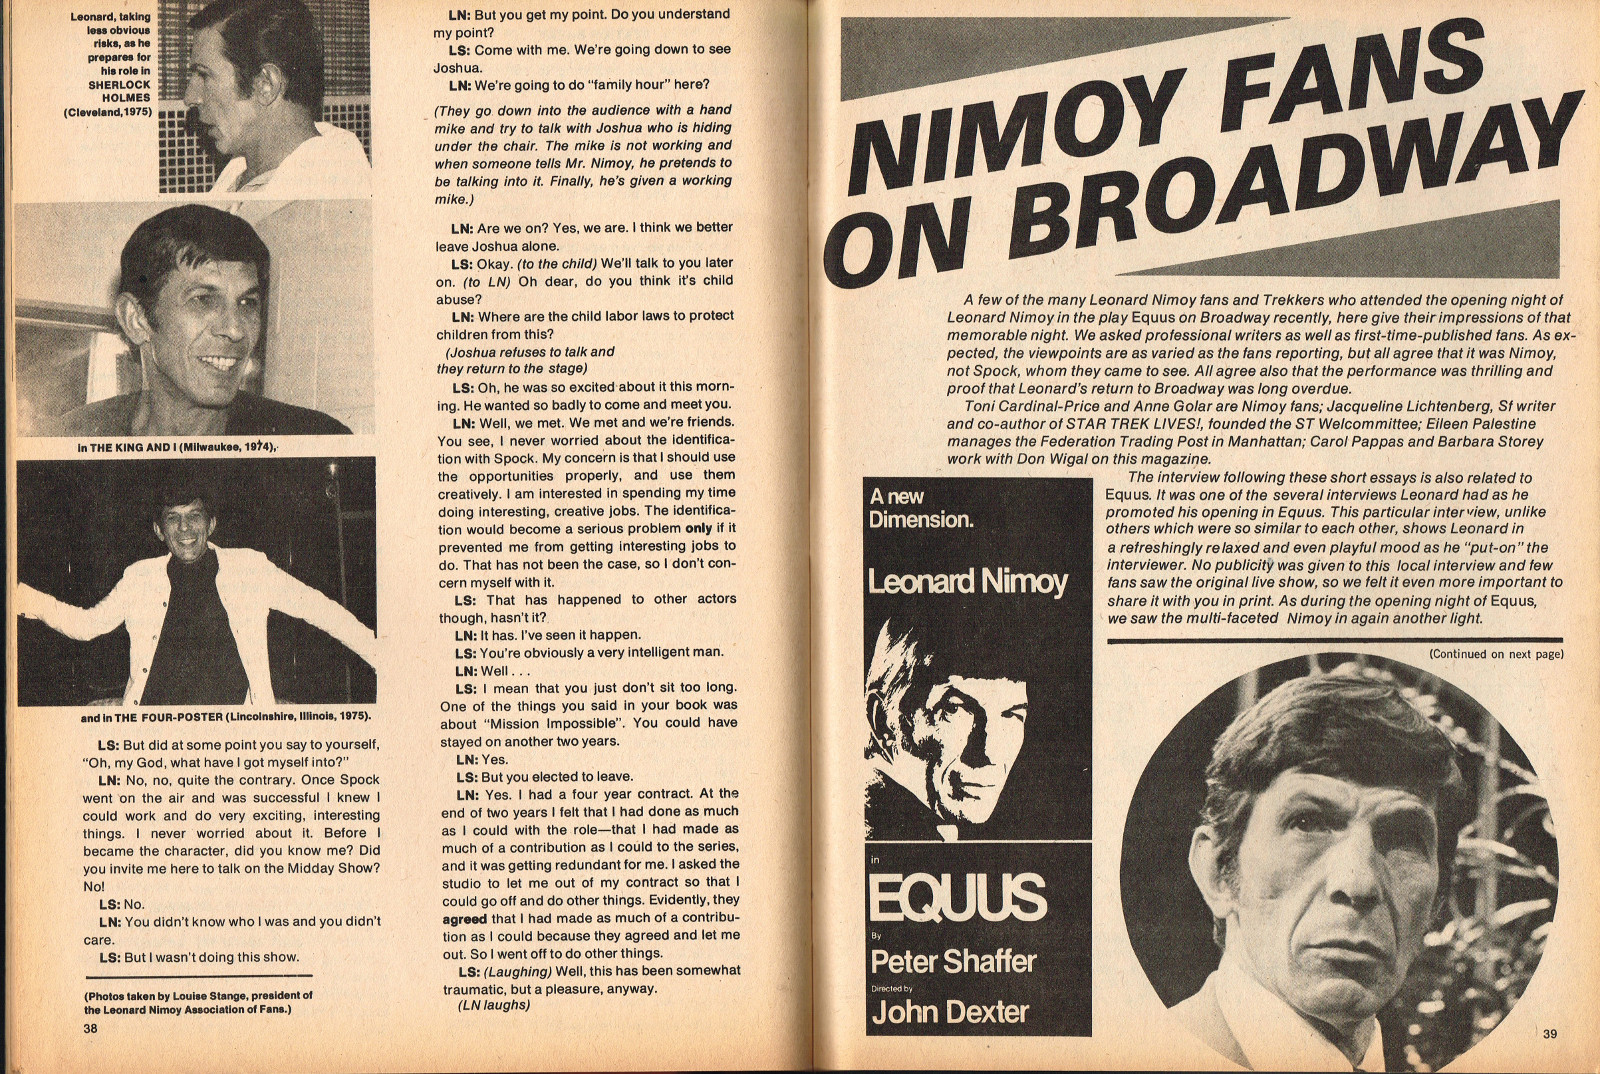 Leonard, taking
less obvious
risks, as he
prepares for
his role in
SHERLOCK
HOLMES
(Cleveland,1975)
in THE KING AND I (Milwaukee, 1974),
and in THE FOUR-POSTER (Lincolnshire, Illinois, 1975).
LS: But did at some point you say to yourself,
“Oh, my God, what have I got myself into?”
LN: No, no, quite the contrary. Once Spock
went on the air and was successful I knew I
could work and do very exciting, interesting
things. I never worried about it. Before I
became the character, did you know me? Did
you invite me here to talk on the Midday Show?
No!
LS: No.
LN: You didn’t know who I was and you didn’t
care.
LS: But I wasn’t doing this show.
(Photos taken by Louise Stange, president of
the Leonard Nimoy Association of Fans.)
38
LN: But you get my point. Do you understand
my point?
LS: Come with me. We’re going down to see
Joshua.
LN: We’re going to do “family hour” here?
(They go down into the audience with a hand
mike and try to talk with Joshua who is hiding
under the chair. The mike is not working and
when someone tells Mr. Nimoy, he pretends to
be talking into it. Finally, he’s given a working
mike.)
LN: Are we on? Yes, we are. I think we better
leave Joshua alone.
LS: Okay. (to the child) We’ll talk to you later
on. (to LN) Oh dear, do you think it’s child
abuse?
LN: Where are the child labor laws to protect
children from this?
(Joshua refuses to talk and
they return to the stage)
LS: Oh, he was so excited about it this morn-
ing. He wanted so badly to come and meet you.
LN: Well, we met. We met and we’re friends.
You see, I never worried about the identifica-
tion with Spock. My concern is that I should use
the opportunities properly, and use them
creatively. I am interested in spending my time
doing interesting, creative jobs. The identifica-
tion would become a serious problem only if it
prevented me from getting interesting jobs to
do. That has not been the case, so I don’t con-
cern myself with it.
LS: That has happened to other actors
though, hasn’t it?
LN: It has. I’ve seen it happen.
LS: You’re obviously a very intelligent man.
LN: Well . . .
LS: I mean that you just don’t sit too long.
One of the things you said in your book was
about “Mission Impossible”. You could have
stayed on another two years.
LN: Yes.
LS: But you elected to leave.
LN: Yes. I had a four year contract. At the
end of two years I felt that I had done as much
as I could with the role—that I had made as
much of a contribution as I could to the series,
and it was getting redundant for me. I asked the
studio to let me out of my contract so that I
could go off and do other things. Evidently, they
agreed that I had made as much of a contribu-
tion as I could because they agreed and let me
out. So I went off to do other things.
LS: (Laughing) Well, this has been somewhat
traumatic, but a pleasure, anyway.
(LN laughs)
NIMOY FANS
ON BROADWAY
A few of the many Leonard Nimoy fans and Trekkers who attended the opening night of
Leonard Nimoy in the play Equus on Broadway recently, here give their impressions of that
memorable night. We asked professional writers as well as first-time-published fans. As ex-
pected, the viewpoints are as varied as the fans reporting, but all agree that it was Nimoy,
not Spock, whom they came to see. All agree also that the performance was thrilling and
proof that Leonard’s return to Broadway was long overdue.
Toni Cardinal-Price and Anne Golar are Nimoy fans; Jacqueline Lichtenberg, Sf writer
and co-author of STAR TREK LIVES!, founded the ST Welcommittee; Eileen Palestine
manages the Federation Trading Post in Manhattan; Carol Pappas and Barbara Storey
work with Don Wigal on this magazine.
The interview following these short essays is also related to
Equus. It was one of the several interviews Leonard had as he
promoted his opening in Equus. This particular interview, unlike
others which were so similar to each other, shows Leonard in
a refreshingly relaxed and even playful mood as he “put-on” the
interviewer. No publicity was given to this local interview and few
fans saw the original live show, so we felt it even more important to
share it with you in print. As during the opening night of Equus,
we saw the multi-faceted Nimoy in again another light.
(Continued on next page)
A new
Dimension.
Leonard Nimoy
in
EQUUS
By
Peter Shaffer
Directed by
John Dexter
39